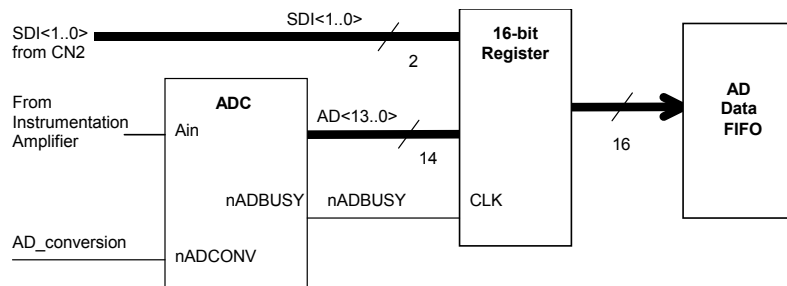 SDI<1..0>
from CN2
SDI<1..0>
2
16-bit
Register
AD
Data
FIFO
From
Instrumentation
Amplifier
ADC
Ain
AD<13..0>
14
16
nADBUSY
nADBUSY
CLK
AD_conversion
nADCONV